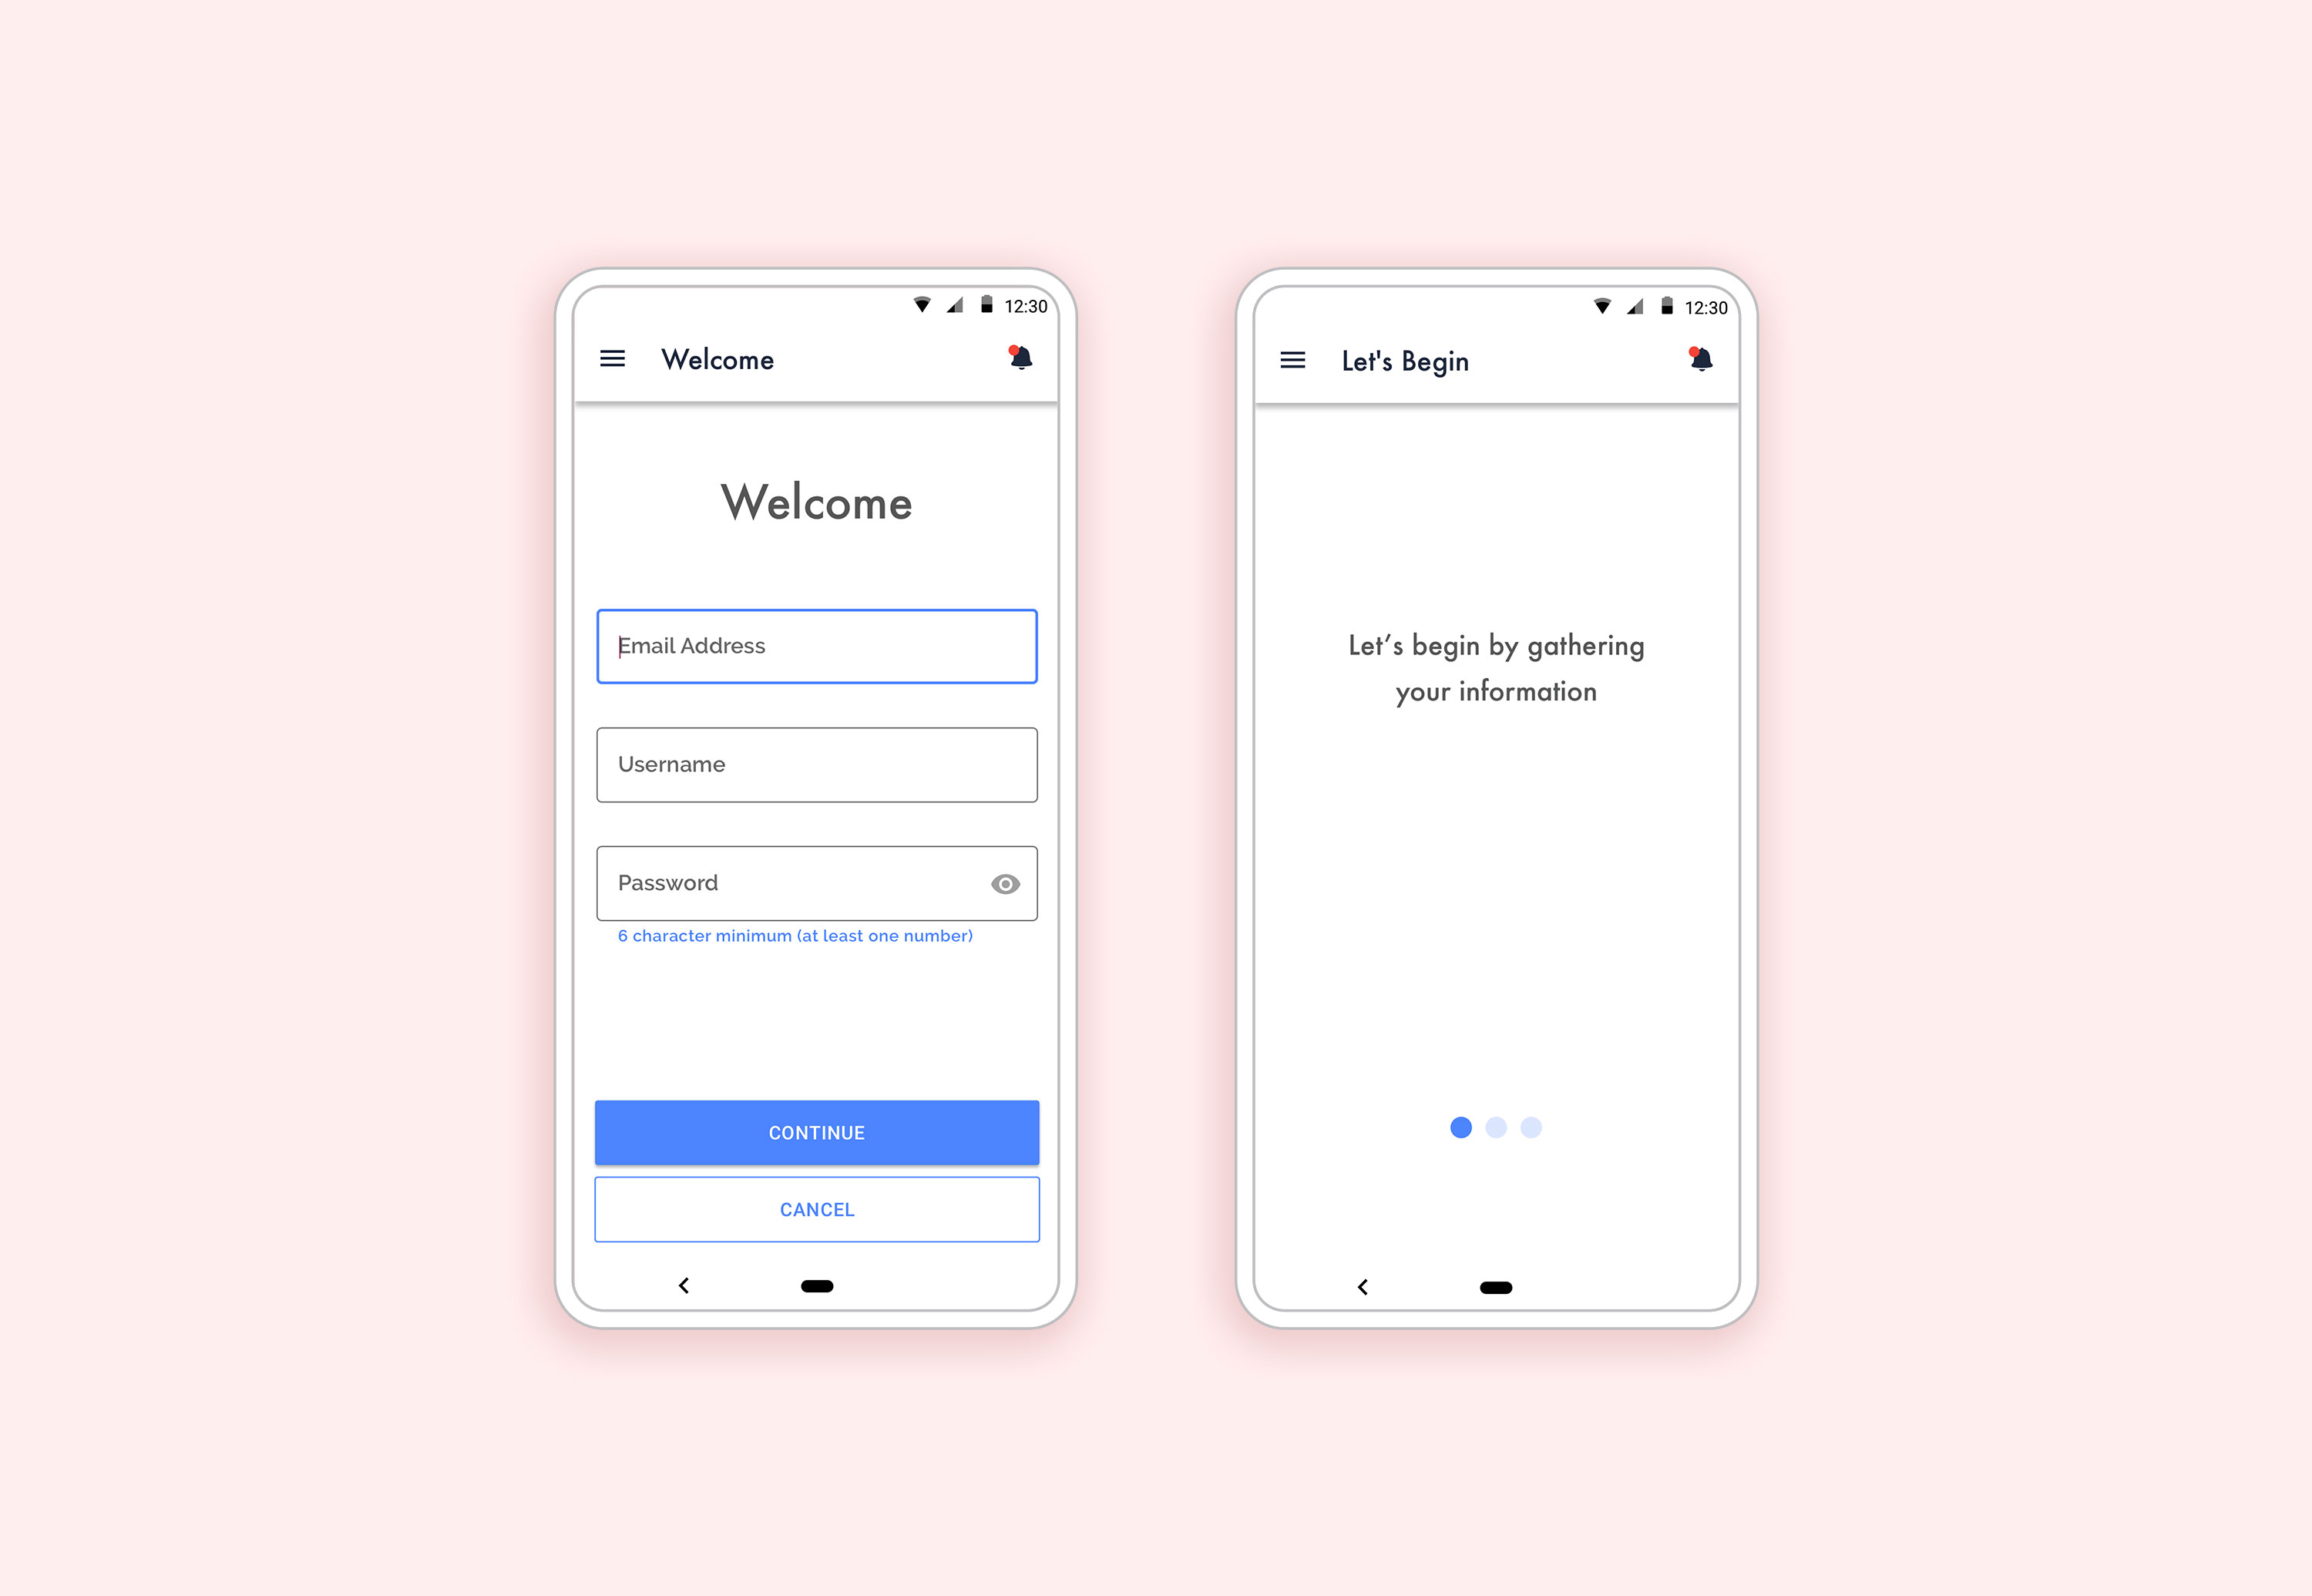 12:30
Welcome
Welcome
Email Address
Username
Password
6 character minimum (at least one number)
CONTINUE
CANCEL
12:30
Let's Begin
Let’s begin by gathering
your information